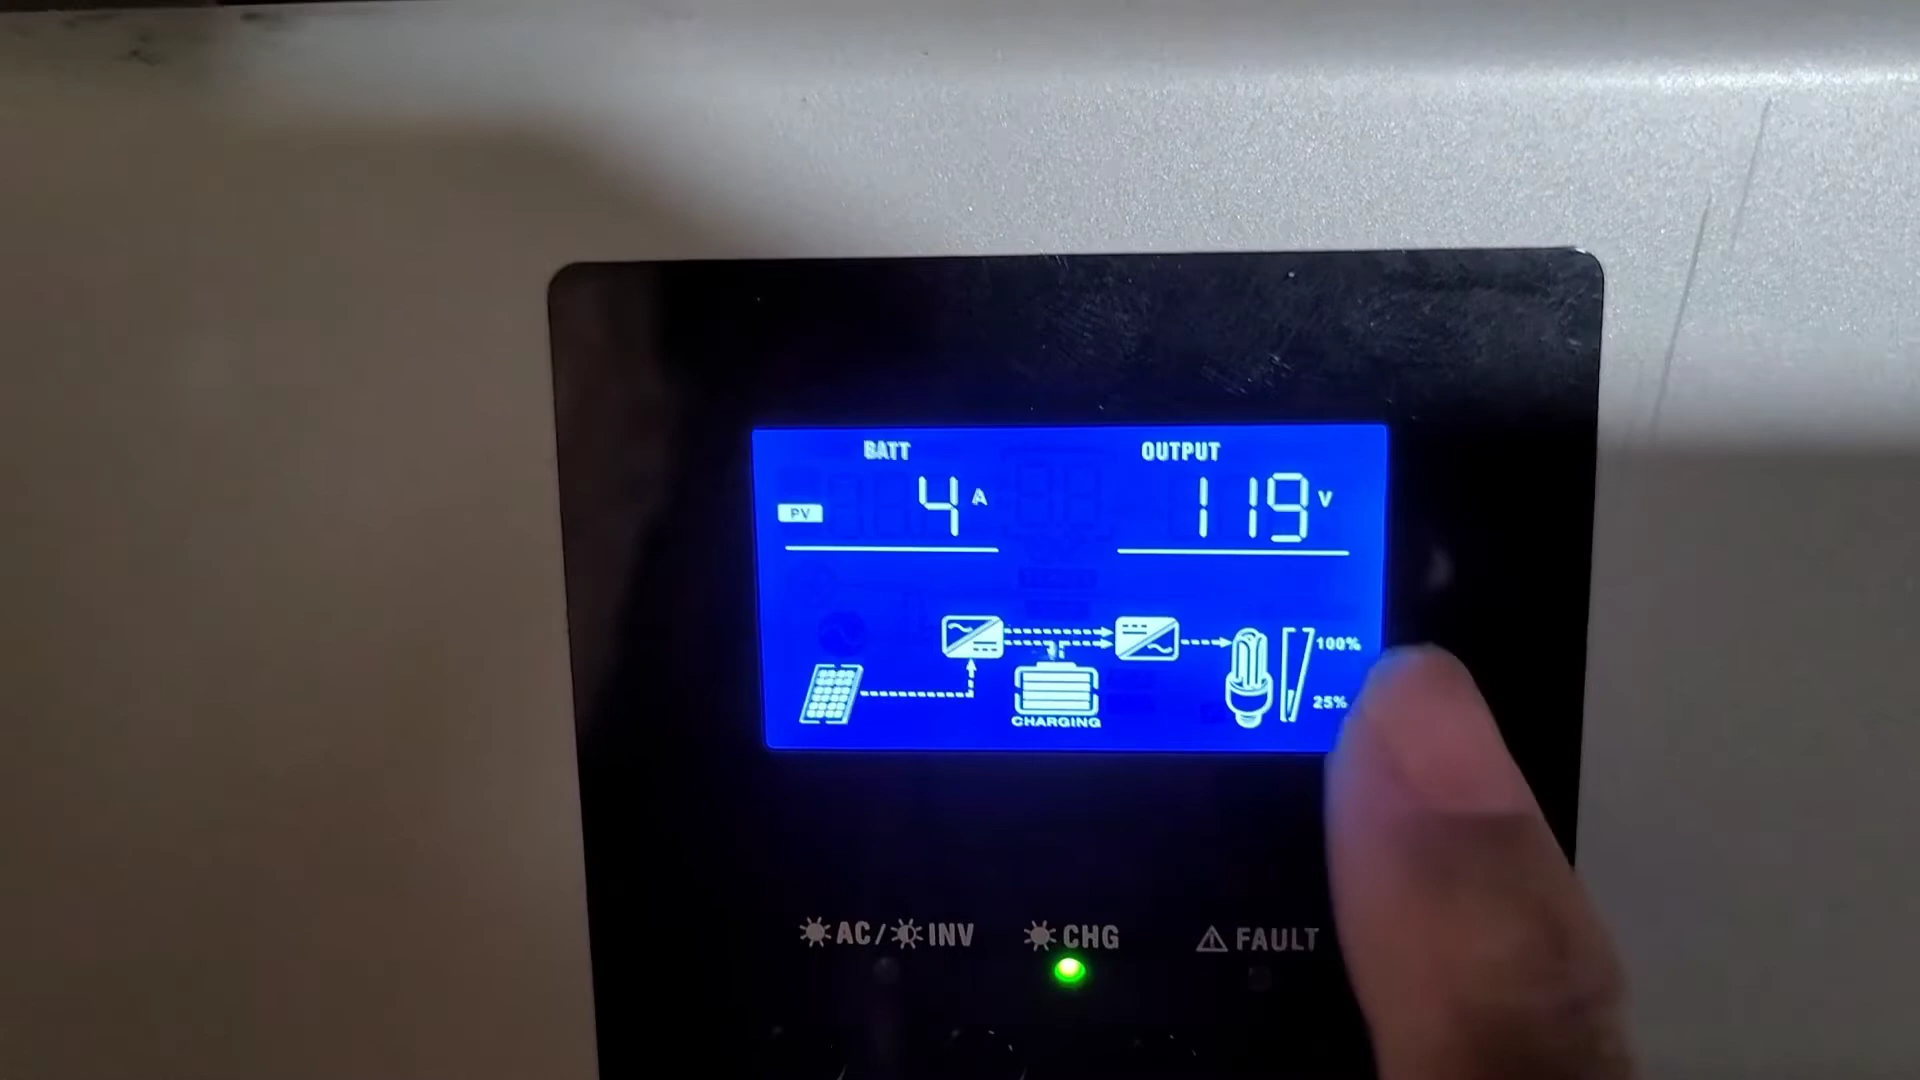 BATT OUTPUT
PV 4 A 119 V
100%
25%
CHARGING
AC/ INV CHG FAULT